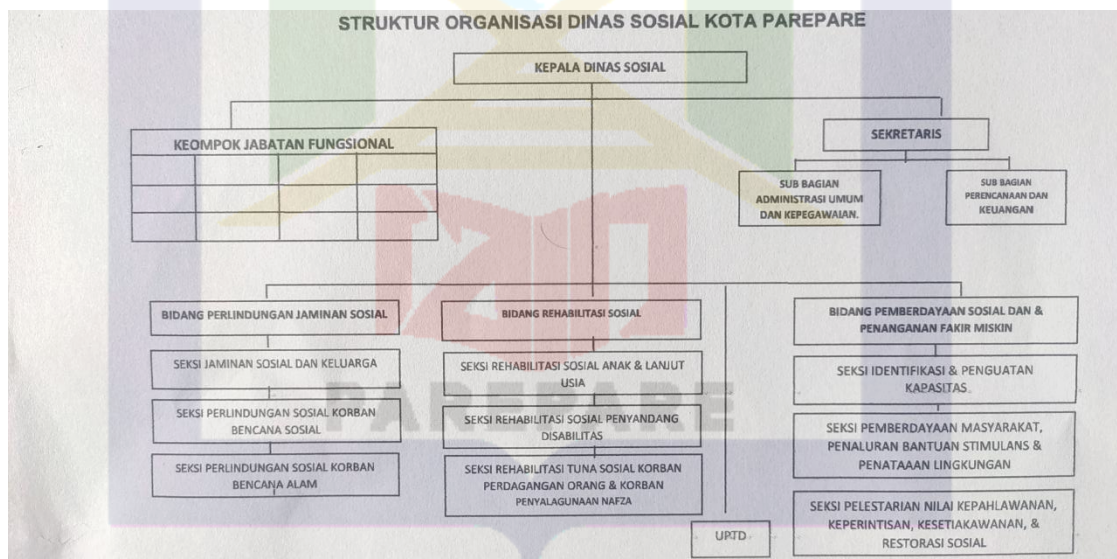 STRUKTUR ORGANISASI DINAS SOSIAL KOTA PAREPARE
KEPALA DINAS SOSIAL
KEOMPOK JABATAN FUNGSIONAL
SEKRETARIS
SUB BAGIAN
ADMINISTRASI UMUM
DAN KEPEGAWAIAN.
SUB BAGIAN
PERENCANAAN DAN
KEUANGAN
BIDANG PERLINDUNGAN JAMINAN SOSIAL
SEKSI JAMINAN SOSIAL DAN KELUARGA
SEKSI PERLINDUNGAN SOSIAL KORBAN
BENCANA SOSIAL
SEKSI PERLINDUNGAN SOSIAL KORBAN
BENCANA ALAM
BIDANG REHABILITASI SOSIAL
SEKSI REHABILITASI SOSIAL ANAK & LANJUT
USIA
SEKSI REHABILITASI SOSIAL PENYANDANG
DISABILITAS
SEKSI REHABILITASI TUNA SOSIAL KORBAN
PERDAGANGAN ORANG & KORBAN
PENYALAGUNAAN NAFZA
UPTD
BIDANG PEMBERDAYAAN SOSIAL DAN &
PENANGANAN FAKIR MISKIN
SEKSI IDENTIFIKASI & PENGUATAN
KAPASITAS.
SEKSI PEMBERDAYAAN MASYARAKAT,
PENALURAN BANTUAN STIMULANS &
PENATAAAN LINGKUNGAN
SEKSI PELESTARIAN NILAI KEPAHLAWANAN,
KEPERINTISAN, KESETIAKAWANAN, &
RESTORASI SOSIAL
PAREPARE